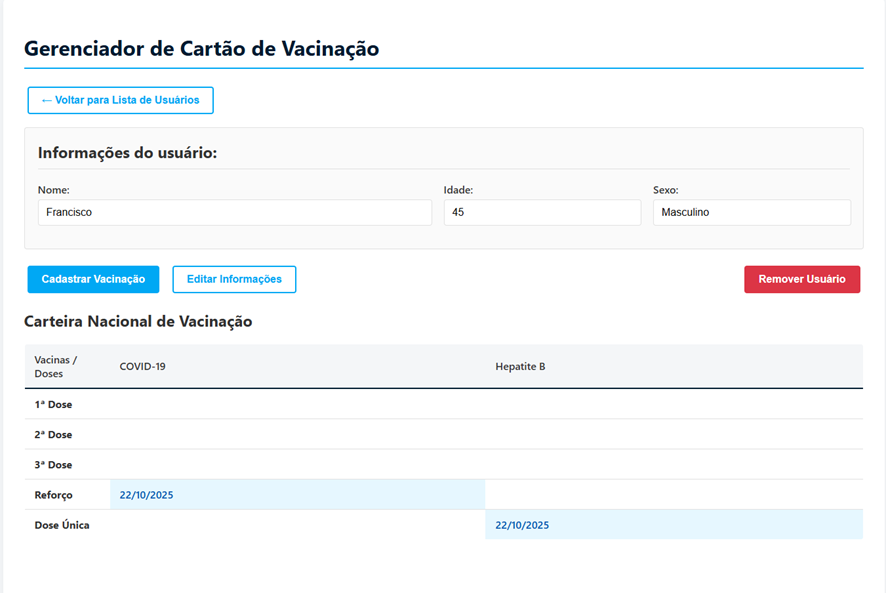 Gerenciador de Cartão de Vacinação
← Voltar para Lista de Usuários
Informações do usuário:
Nome:
Idade:
Sexo:
Francisco
45
Masculino
Cadastrar Vacinação
Editar Informações
Remover Usuário
Carteira Nacional de Vacinação
Vacinas /
Doses
COVID-19
Hepatite B
1ª Dose
2ª Dose
3ª Dose
Reforço
22/10/2025
Dose Única
22/10/2025